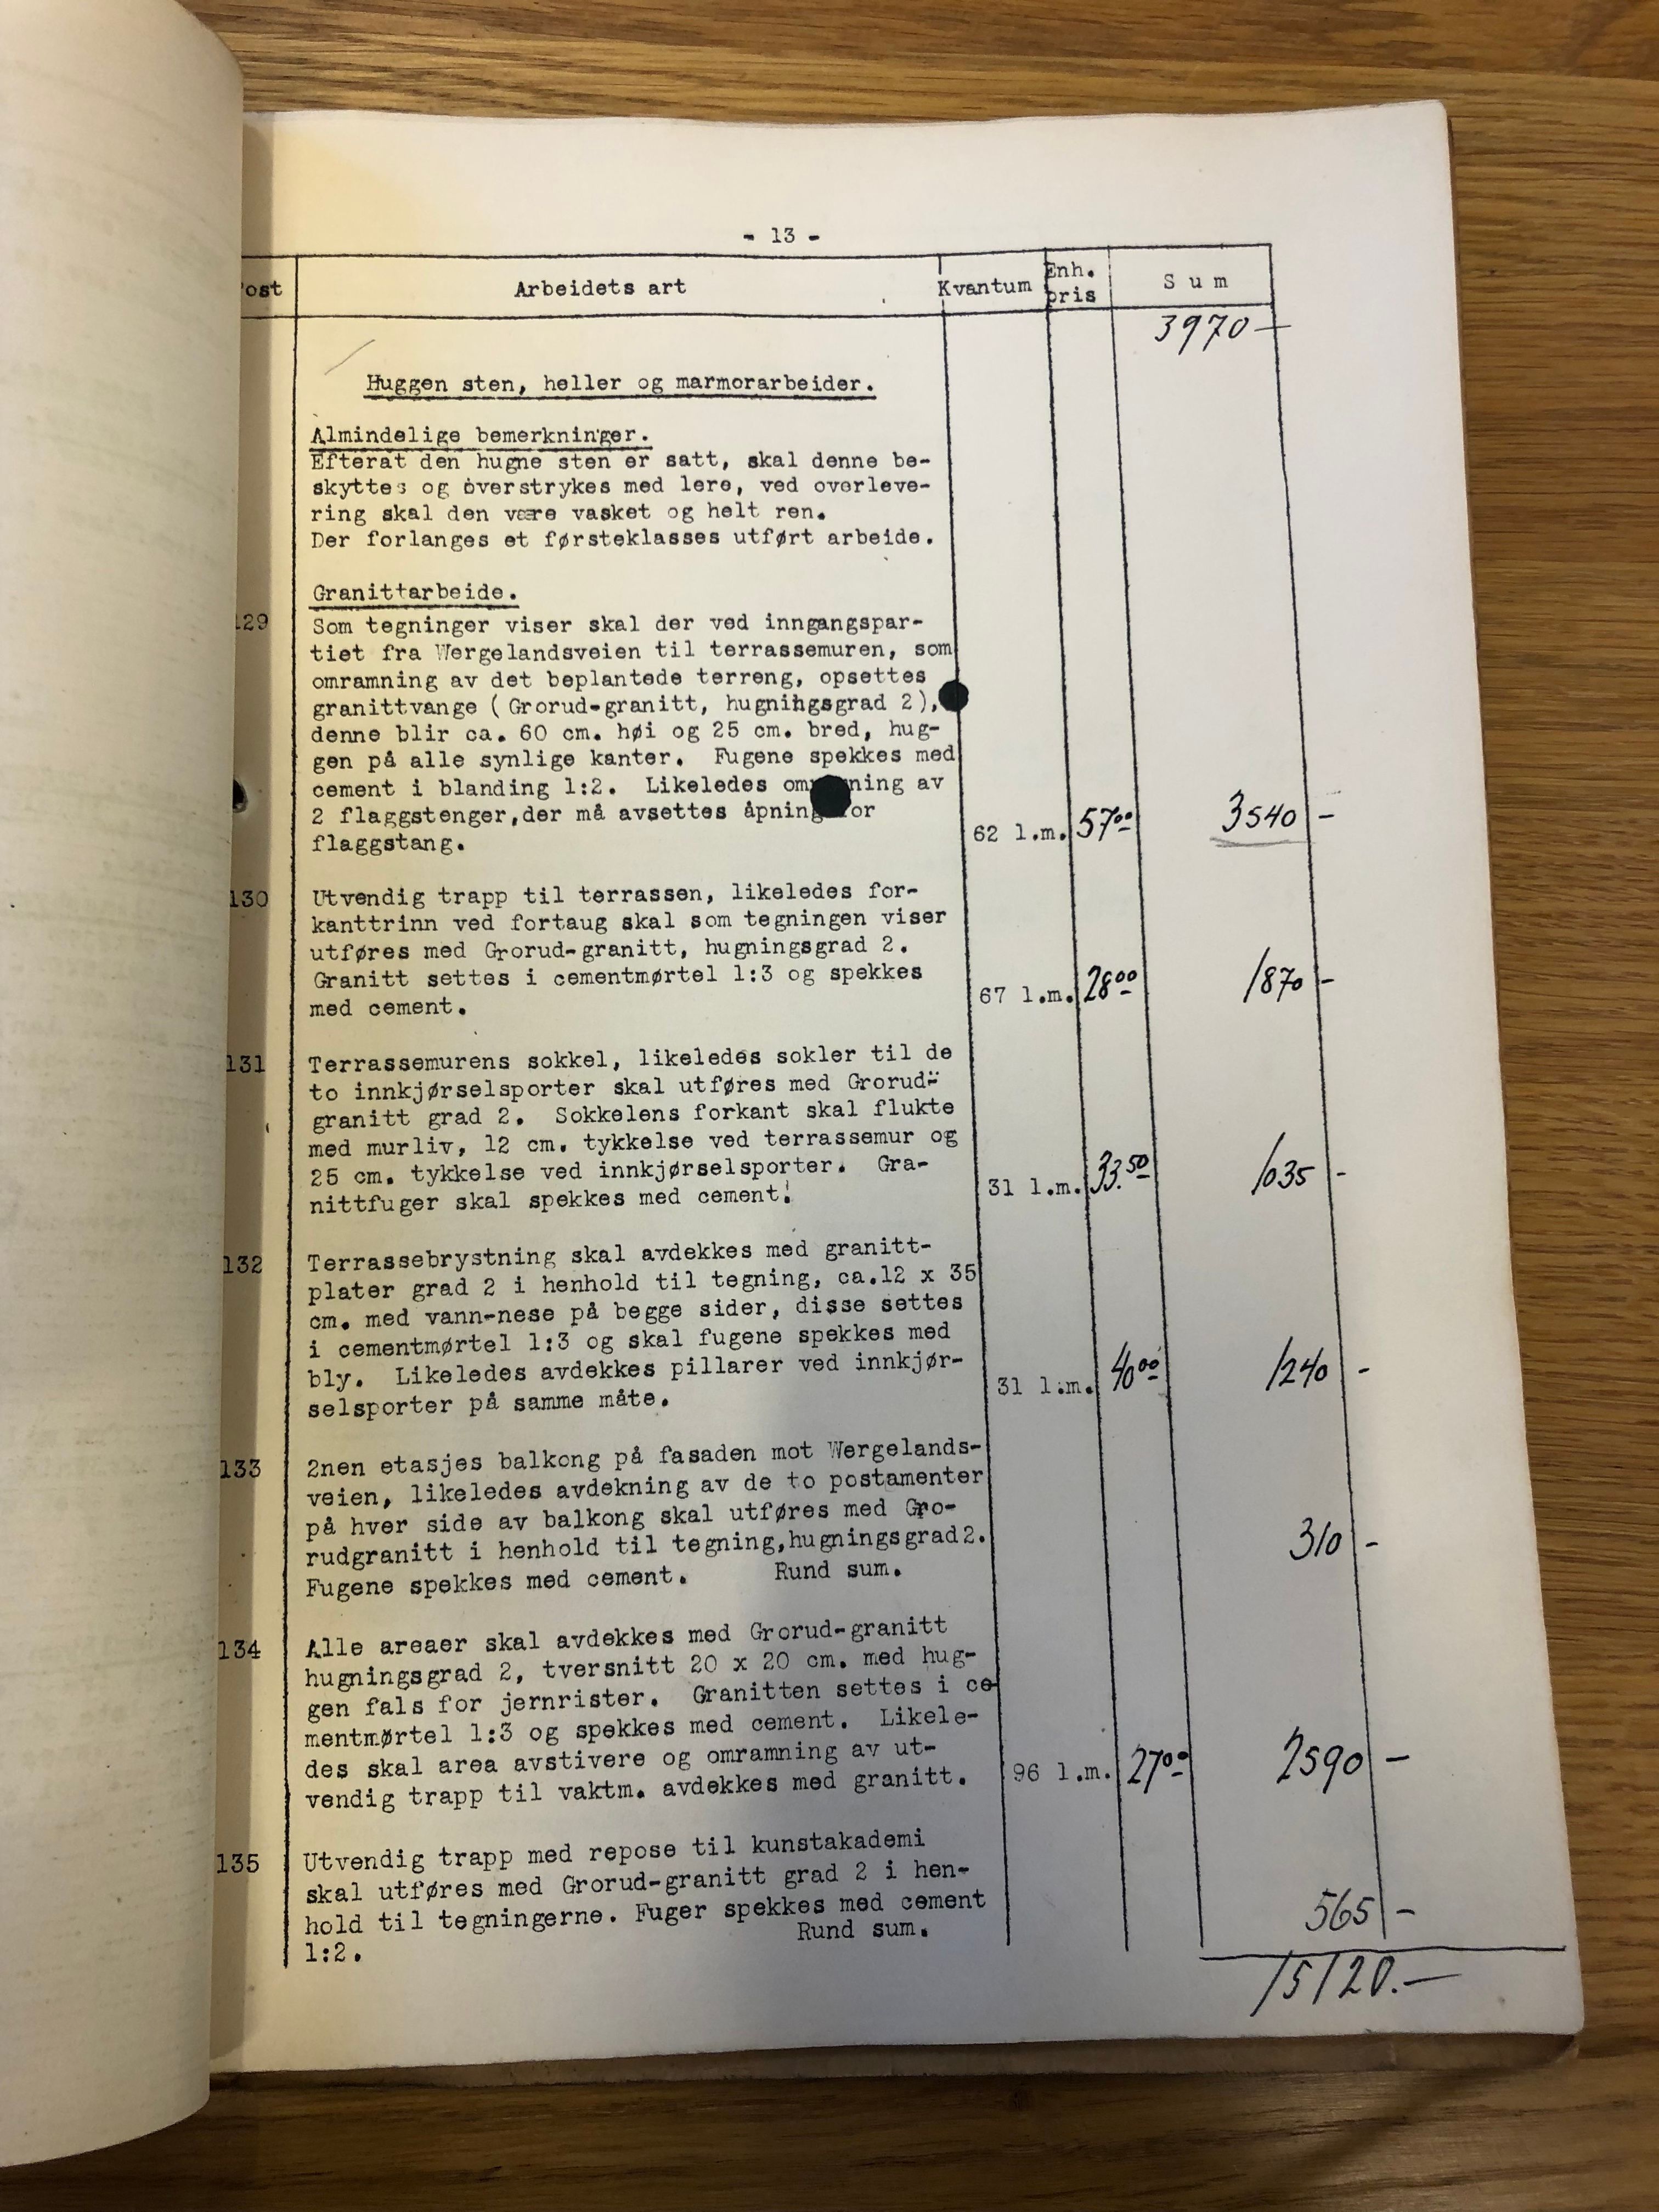 - 13 -
ost Arbeidets art Kvantum Enh. pris Sum
3970 —
Huggen sten, heller og marmorarbeider.
Almindelige bemerkninger.
Efterat den hugne sten er satt, skal denne be-
skyttes og overstrykes med lere, ved overleve-
ring skal den være vasket og helt ren.
Der forlanges et førsteklasses utført arbeide.
Granittarbeide.
129 Som tegninger viser skal der ved inngangspar-
tiet fra Wergelandsveien til terrassemuren, som
omramning av det beplantede terreng, opsettes
granittvange ( Grorud-granitt, hugningsgrad 2),
denne blir ca. 60 cm. høi og 25 cm. bred, hug-
gen på alle synlige kanter. Fugene spekkes med
cement i blanding 1:2. Likeledes om ning av
2 flaggstenger,der må avsettes åpning or
flaggstang. 62 l.m. 57 00 3540 -
130 Utvendig trapp til terrassen, likeledes for-
kanttrinn ved fortaug skal som tegningen viser
utføres med Grorud-granitt, hugningsgrad 2.
Granitt settes i cementmørtel 1:3 og spekkes
med cement. 67 l.m. 28 00 1870 -
131 Terrassemurens sokkel, likeledes sokler til de
to innkjørselsporter skal utføres med Grorud-
granitt grad 2. Sokkelens forkant skal flukte
med murliv, 12 cm. tykkelse ved terrassemur og
25 cm. tykkelse ved innkjørselsporter. Gra-
nittfuger skal spekkes med cement. 31 l.m. 33.50 1035 -
132 Terrassebrystning skal avdekkes med granitt-
plater grad 2 i henhold til tegning, ca.12 x 35
cm. med vann-nese på begge sider, disse settes
i cementmørtel 1:3 og skal fugene spekkes med
bly. Likeledes avdekkes pillarer ved innkjør-
selsporter på samme måte. 31 l.m. 40 00 1240 -
133 2nen etasjes balkong på fasaden mot Wergelands-
veien, likeledes avdekning av de to postamenter
på hver side av balkong skal utføres med Gro-
rudgranitt i henhold til tegning,hugningsgrad2.
Fugene spekkes med cement. Rund sum. 310 -
134 Alle areaer skal avdekkes med Grorud-granitt
hugningsgrad 2, tversnitt 20 x 20 cm. med hug-
gen fals for jernrister. Granitten settes i ce-
mentmørtel 1:3 og spekkes med cement. Likele-
des skal area avstivere og omramning av ut-
vendig trapp til vaktm. avdekkes med granitt. 96 l.m. 27 00 2590 -
135 Utvendig trapp med repose til kunstakademi
skal utføres med Grorud-granitt grad 2 i hen-
hold til tegningerne. Fuger spekkes med cement
1:2. Rund sum. 565 -
15120.—